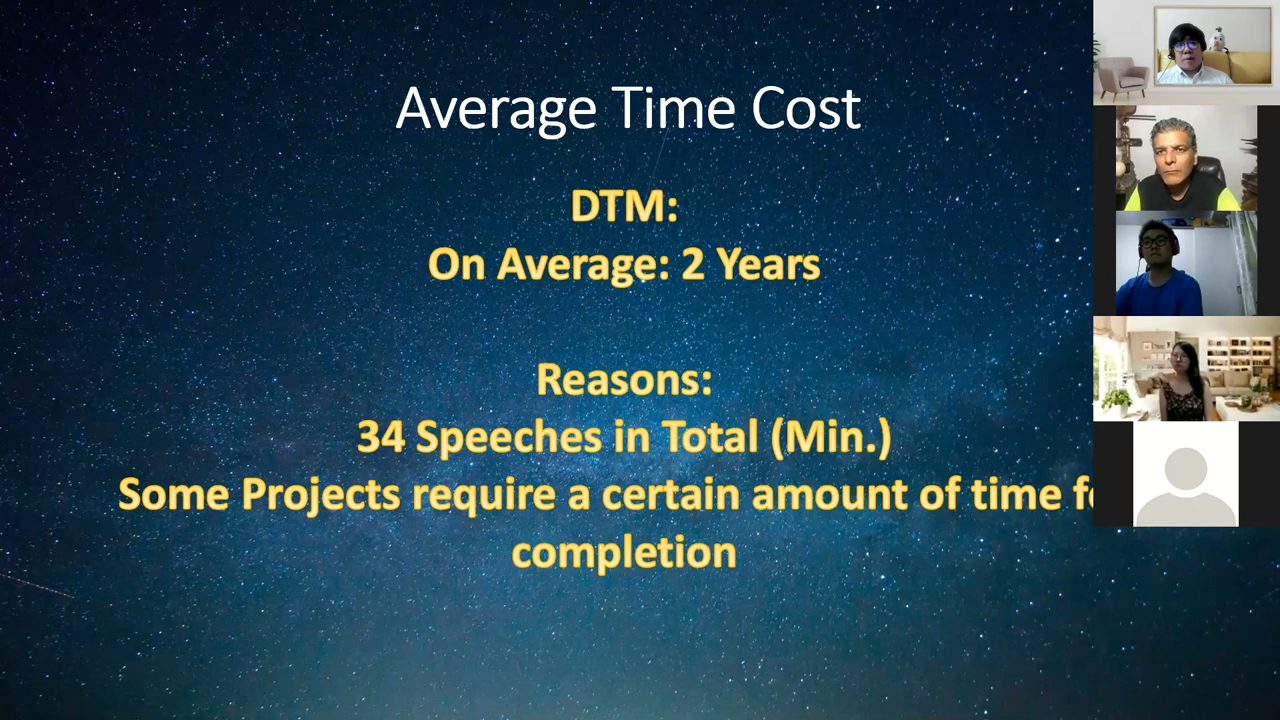 Average Time Cost
DTM:
On Average: 2 Years
Reasons:
34 Speeches in Total (Min.)
Some Projects require a certain amount of time
completion